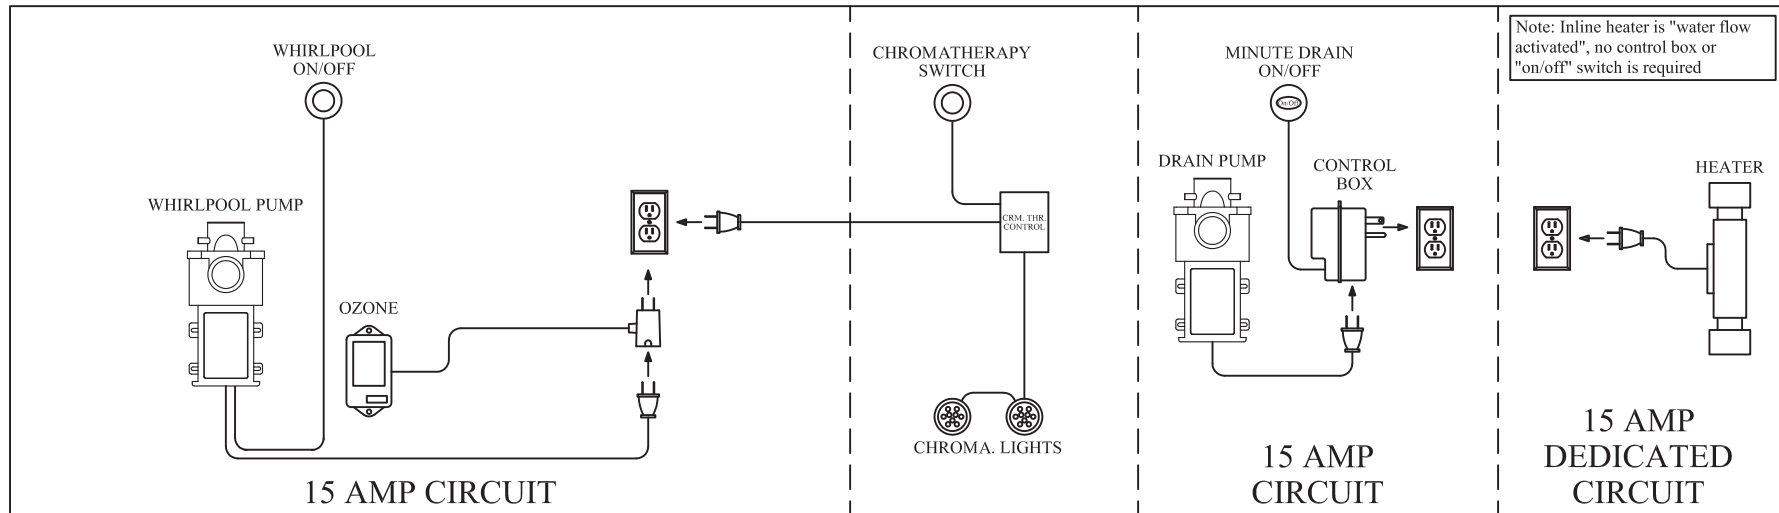 WHIRLPOOL
ON/OFF
WHIRLPOOL PUMP
OZONE
15 AMP CIRCUIT
CHROMATHERAPY
SWITCH
CRM. THR.
CONTROL
CHROMA. LIGHTS
MINUTE DRAIN
ON/OFF
On/Off
DRAIN PUMP
CONTROL
BOX
15 AMP
CIRCUIT
Note: Inline heater is "water flow
activated", no control box or
"on/off" switch is required
HEATER
15 AMP
DEDICATED
CIRCUIT